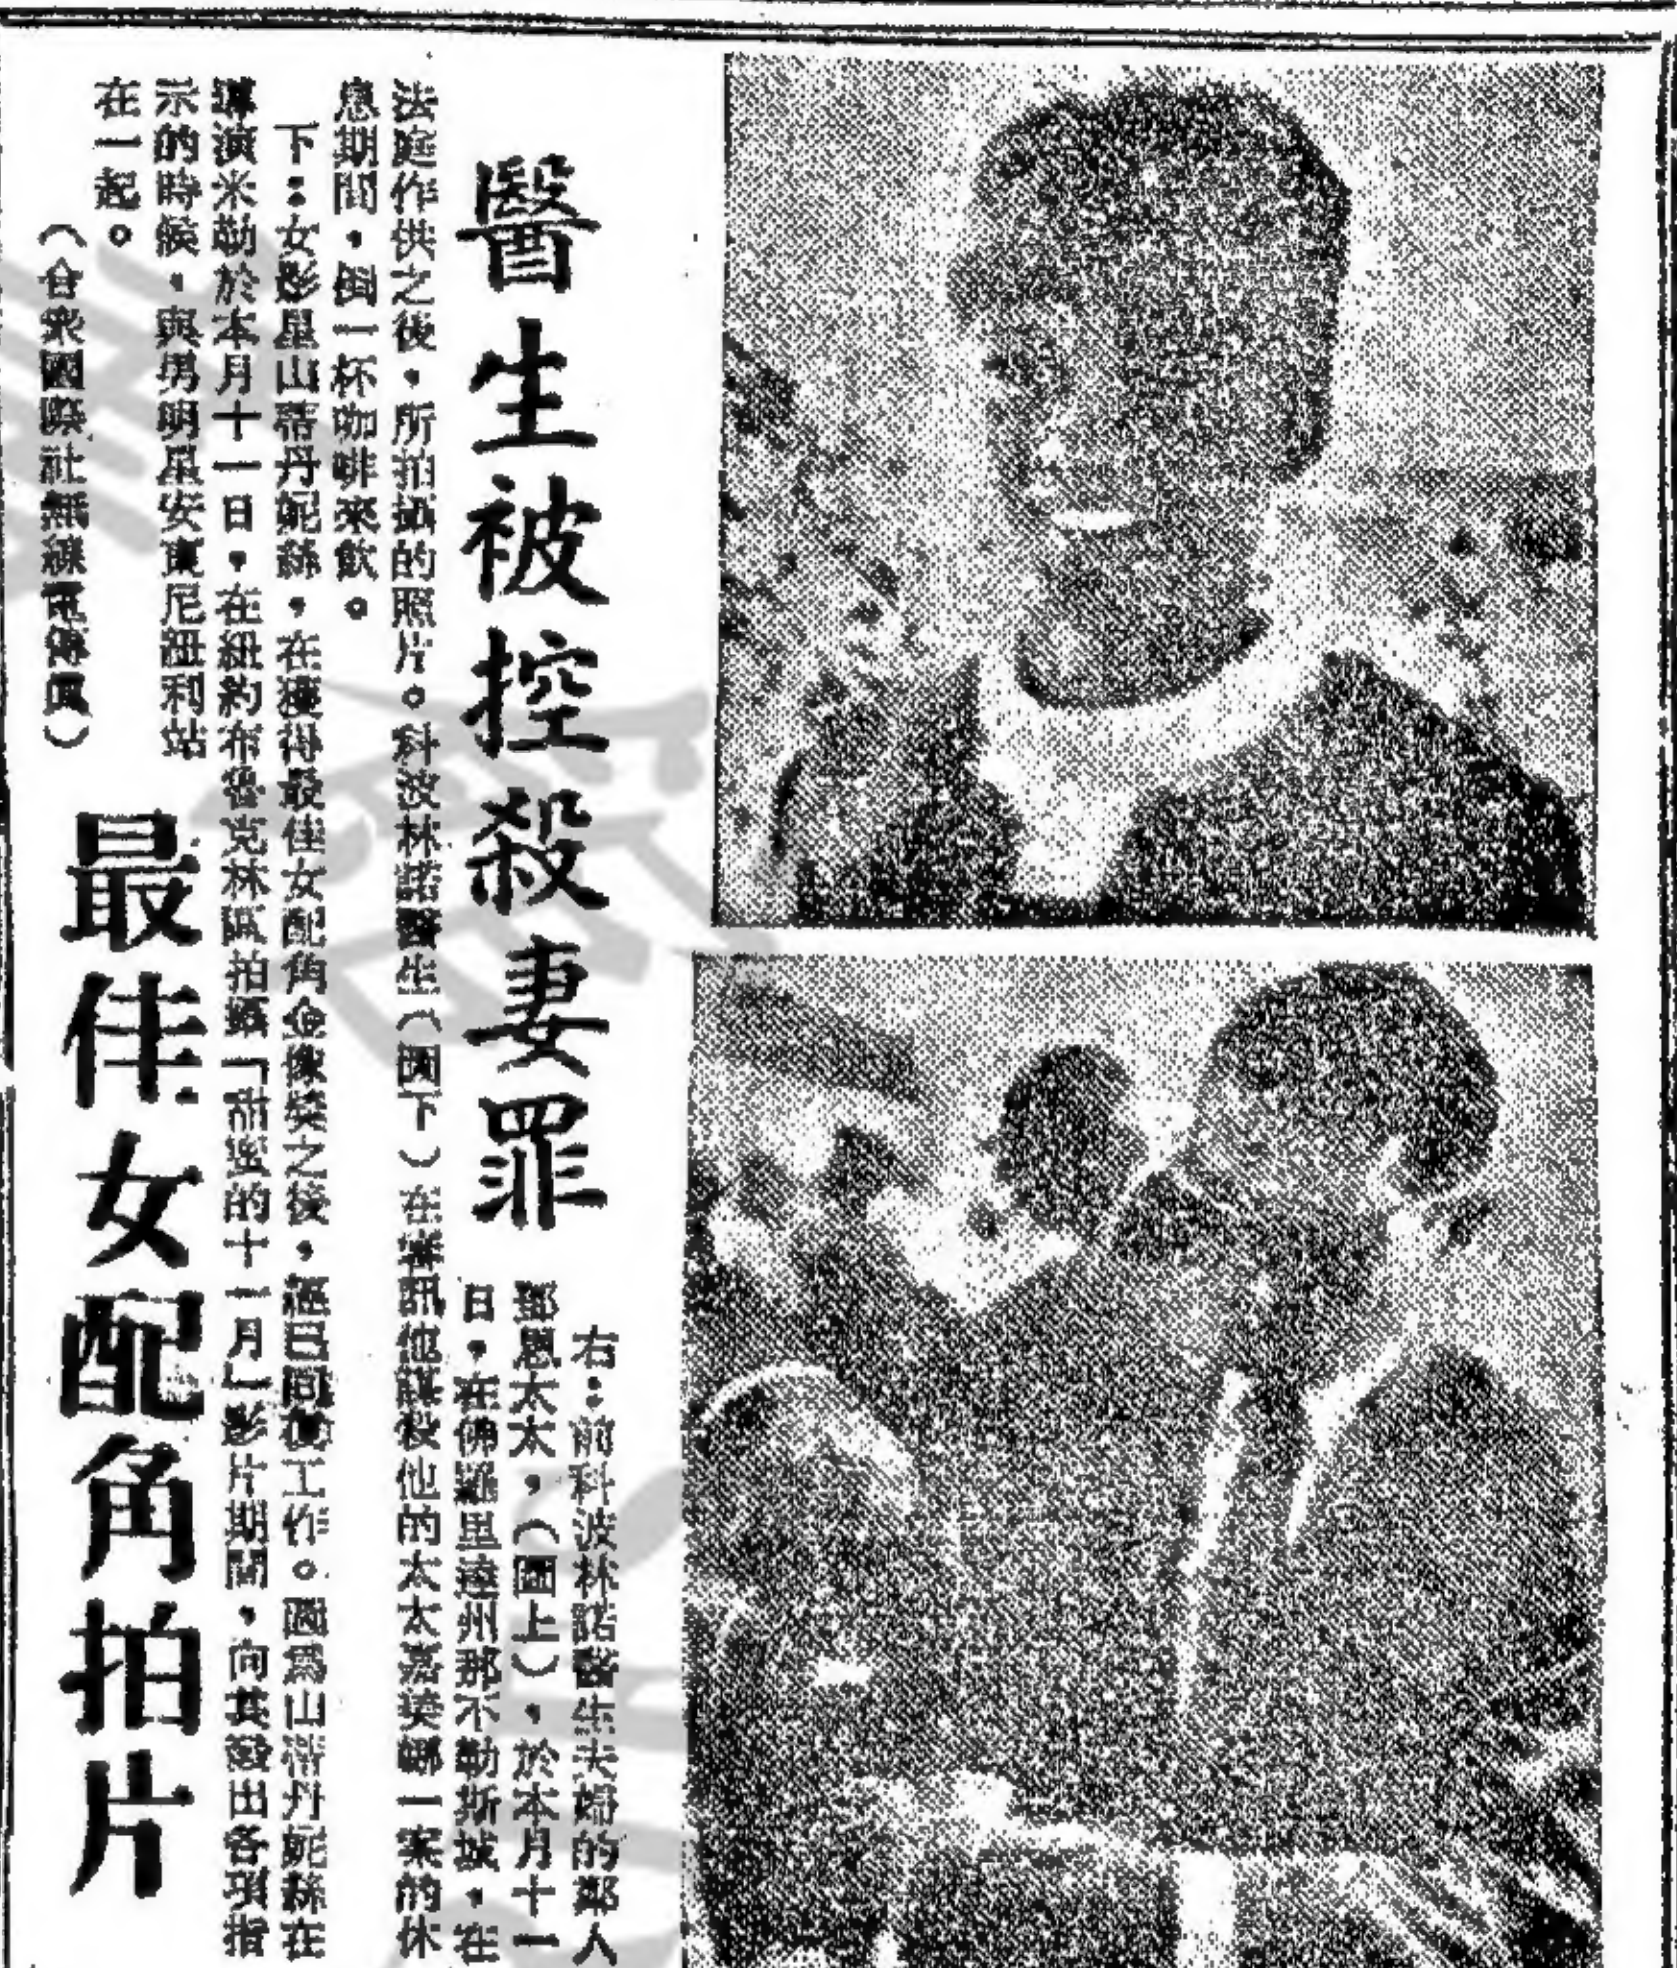 醫生被控殺妻罪
右：前科波林諾醫生夫婦的鄰人
鄧恩太太，（圖上），於本月十一
日，在佛羅里達州那不勒斯城，在
法庭作供之後，所拍攝的照片。科波林諾醫生（圖下）在審訊他謀殺他的太太嘉美娜一案的休
息期間，倒一杯咖啡來飲。
最佳女配角拍片
下：女影星山蒂丹妮絲，在獲得最佳女配角金像獎之後，經已回復工作。圖為山蒂丹妮絲在
導演米勒於本月十一日，在紐約布魯克林區拍攝「甜蜜的十一月」影片期間，向其發出各項指
示的時候，與男明星安東尼紐利站
在一起。
（合眾國際社無線電傳真）